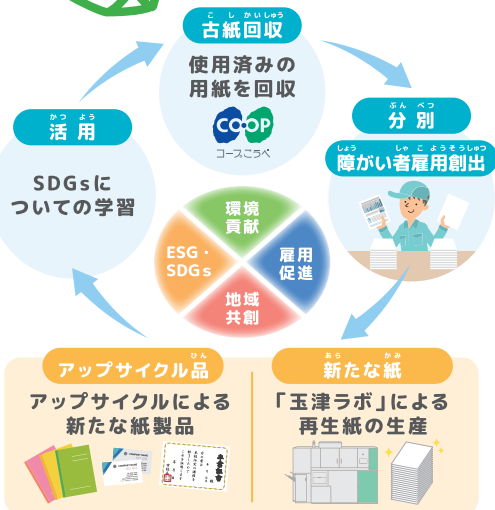 こしかいしゅう
古紙回収
使用済みの
用紙を回収
CO·OP
コープこうべ
ぶんべつ
分別
しょう しゃこようそうしゅつ
障がい者雇用創出
あら かみ
新たな紙
「玉津ラボ」による
再生紙の生産
ひん
アップサイクル品
アップサイクルによる
新たな紙製品
かつよう
活用
SDGsに
ついての学習
環境
貢献
雇用
促進
地域
共創
ESG・
SDGs
卒業証書